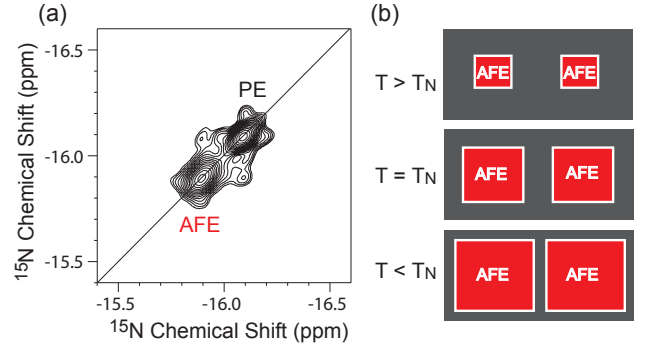 (a)
-16.5
-16.0
-15.5
15N Chemical Shift (ppm)
PE
AFE
-15.5 -16.0 -16.5
15N Chemical Shift (ppm)
(b)
T > TN
AFE AFE
T = TN
AFE AFE
T < TN
AFE AFE